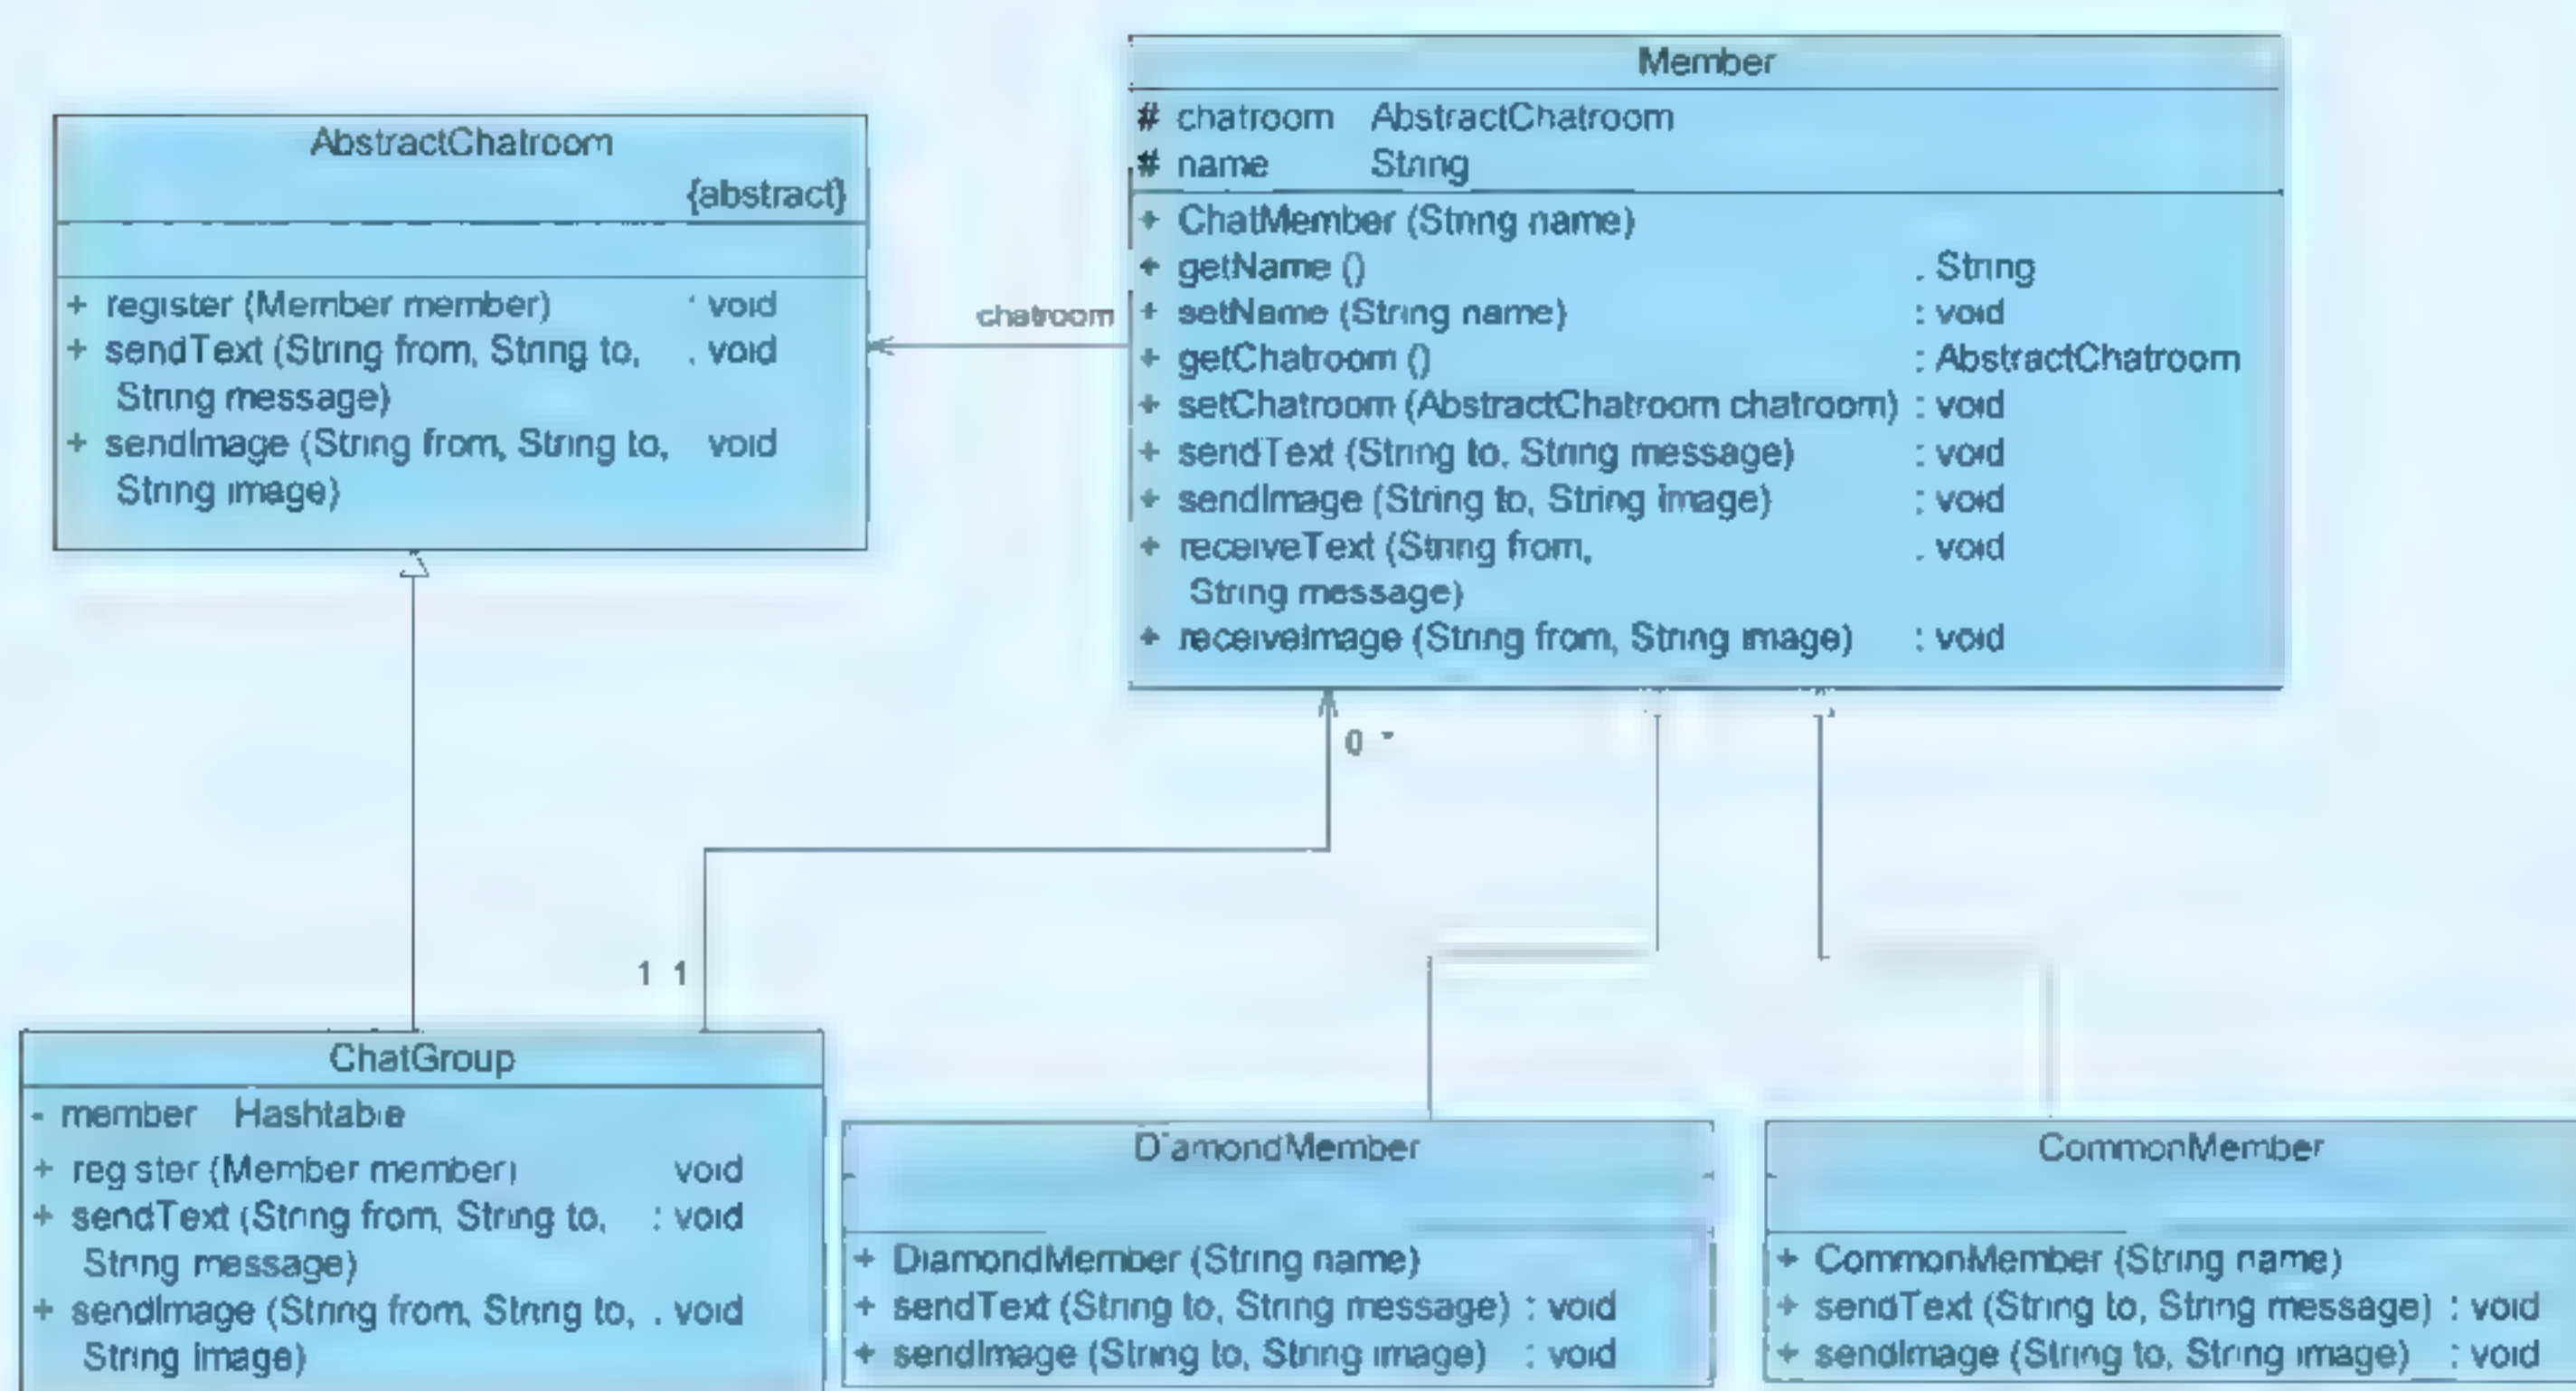 AbstractChatroom
{abstract}
+ register (Member member) : void
+ sendText (String from, String to, : void
String message)
+ sendImage (String from, String to, void
String image)
chatroom
Member
# chatroom AbstractChatroom
# name String
+ ChatMember (String name)
+ getName () : String
+ setName (String name) : void
+ getChatroom () : AbstractChatroom
+ setChatroom (AbstractChatroom chatroom) : void
+ sendText (String to, String message) : void
+ sendImage (String to, String image) : void
+ receiveText (String from, : void
String message)
+ receiveImage (String from, String image) : void
0 *
1 1
ChatGroup
- member Hashtable
+ register (Member member) void
+ sendText (String from, String to, : void
String message)
+ sendImage (String from, String to, : void
String image)
DiamondMember
+ DiamondMember (String name)
+ sendText (String to, String message) : void
+ sendImage (String to, String image) : void
CommonMember
+ CommonMember (String name)
+ sendText (String to, String message) : void
+ sendImage (String to, String image) : void